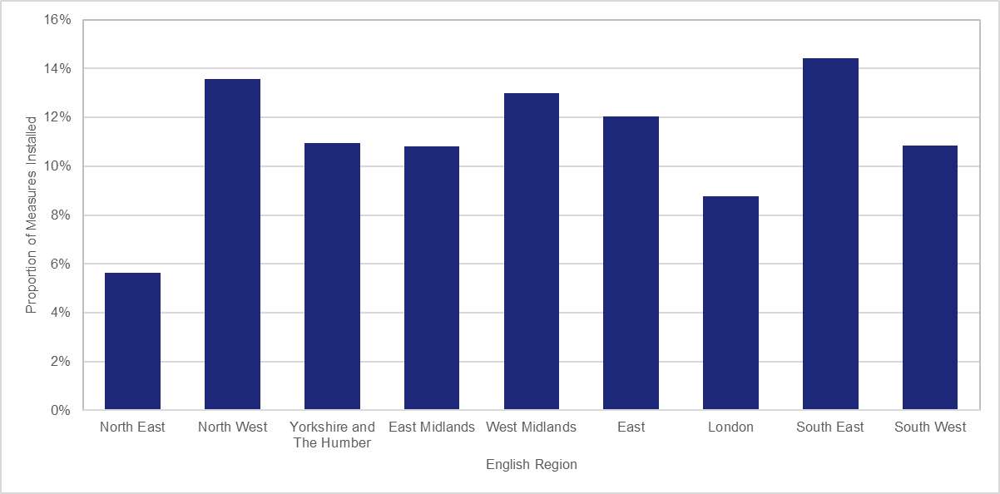 16%
14%
12%
10%
8%
6%
4%
2%
0%
Proportion of Measures Installed
North East
North West
Yorkshire and
The Humber
East Midlands
West Midlands
East
London
South East
South West
English Region